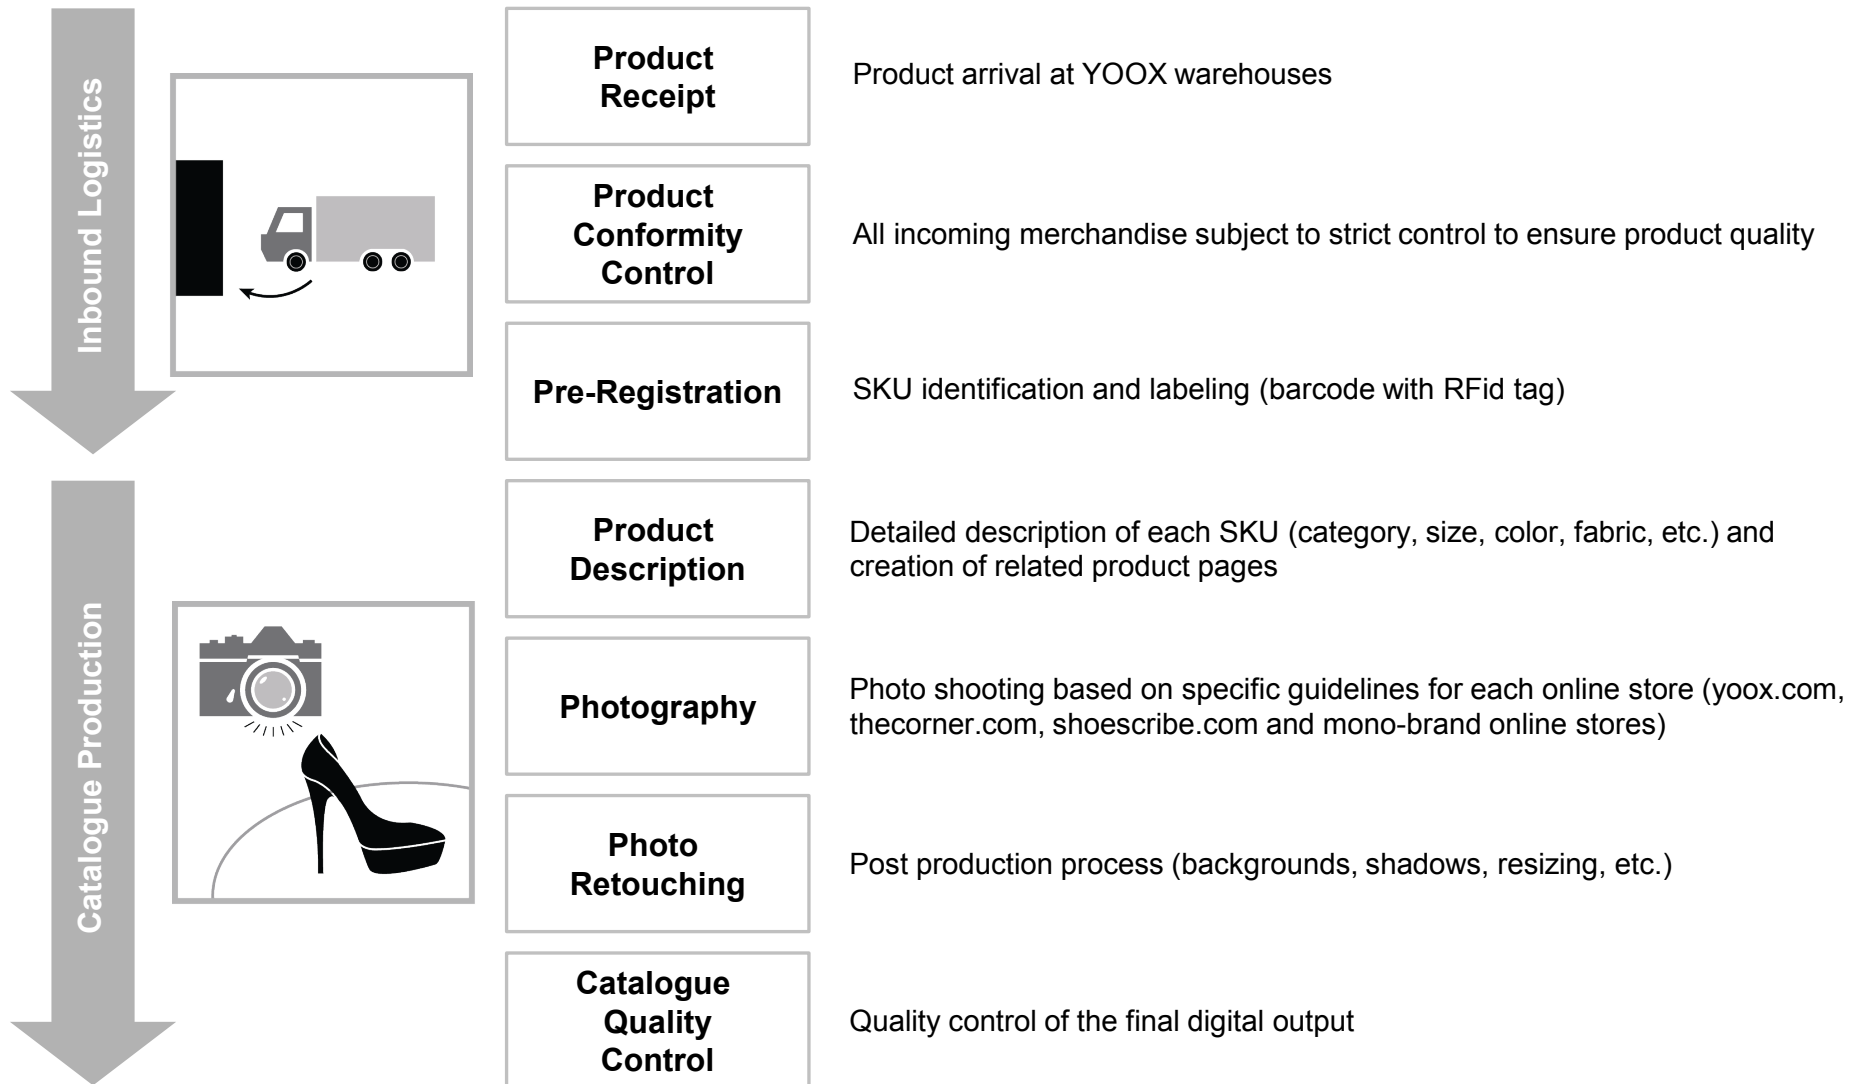 Inbound Logistics
Product
Receipt
Product arrival at YOOX warehouses
Product
Conformity
Control
All incoming merchandise subject to strict control to ensure product quality
Pre-Registration
SKU identification and labeling (barcode with RFid tag)
Catalogue Production
Product
Description
Detailed description of each SKU (category, size, color, fabric, etc.) and
creation of related product pages
Photography
Photo shooting based on specific guidelines for each online store (yoox.com,
thecorner.com, shoescribe.com and mono-brand online stores)
Photo
Retouching
Post production process (backgrounds, shadows, resizing, etc.)
Catalogue
Quality
Control
Quality control of the final digital output